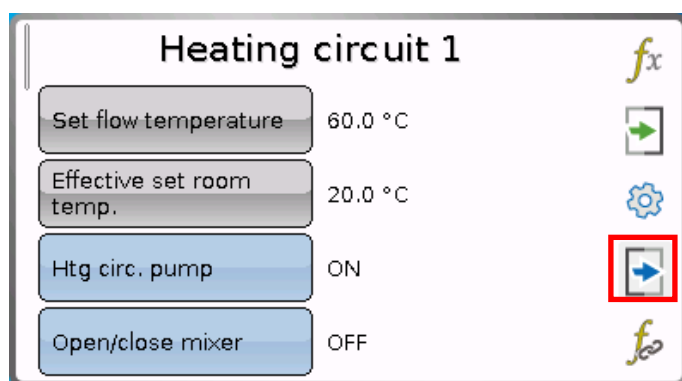 Heating circuit 1
fx
Set flow temperature 60.0 °C
Effective set room
temp. 20.0 °C
Htg circ. pump ON
Open/close mixer OFF
f